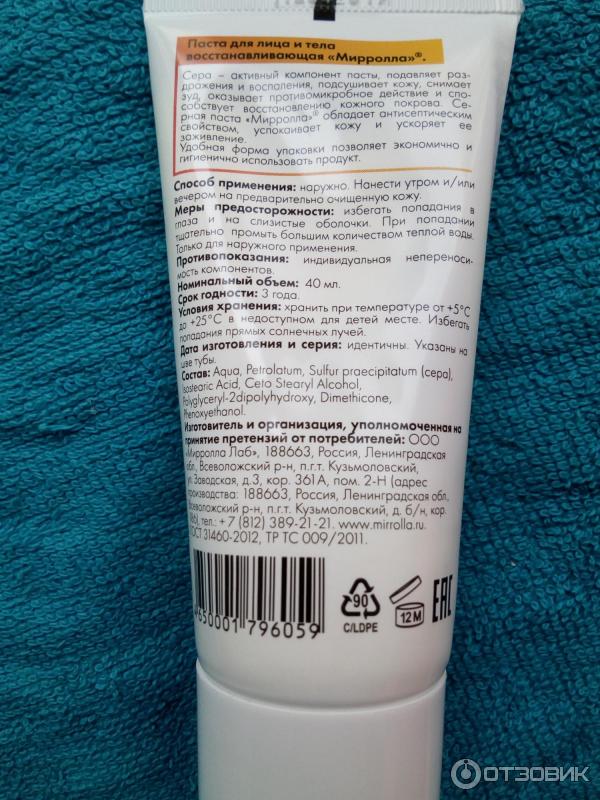 Паста для лица и тела
восстанавливающая «Мирролла»®.
Сера – активный компонент пасты, подавляет раз-
дражения и воспаления, подсушивает кожу, снимает
зуд, оказывает противомикробное действие и спо-
собствует восстановлению кожного покрова. Се-
рная паста «Мирролла»® обладает антисептическим
свойством, успокаивает кожу и ускоряет ее
заживление.
Удобная форма упаковки позволяет экономично и
гигиенично использовать продукт.
Способ применения: наружно. Нанести утром и/или
вечером на предварительно очищенную кожу.
Меры предосторожности: избегать попадания в
глаза и на слизистые оболочки. При попадании
тщательно промыть большим количеством теплой воды.
Только для наружного применения.
Противопоказания: индивидуальная непереноси-
мость компонентов.
Номинальный объем: 40 мл.
Срок годности: 3 года.
Условия хранения: хранить при температуре от +5°C
до +25°C в недоступном для детей месте. Избегать
попадания прямых солнечных лучей.
Дата изготовления и серия: идентичны. Указаны на
шве тубы.
Состав: Aqua, Petrolatum, Sulfur praecipitatum (сера),
Isostearic Acid, Ceto Stearyl Alcohol,
Polyglyceryl-2dipolyhydroxy, Dimethicone,
Phenoxyethanol.
Изготовитель и организация, уполномоченная на
принятие претензий от потребителей: ООО
«Мирролла Лаб», 188663, Россия, Ленинградская
обл., Всеволожский р-н, п.г.т. Кузьмоловский,
ул. Заводская, д.3, кор. 361А, пом. 2-Н (адрес
производства: 188663, Россия, Ленинградская обл.,
Всеволожский р-н, п.г.т. Кузьмоловский, д. б/н, кор.
тел.: +7 (812) 389-21-21. www.mirrolla.ru.
ГОСТ 31460-2012, ТР ТС 009/2011.
650001 796059
90
C/LDPE
12M
EAC
ОТЗОВИК